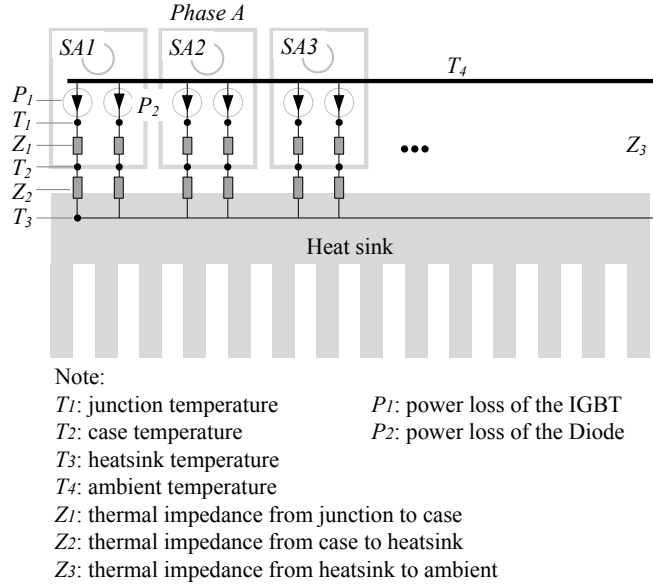 Phase A
SA1 SA2 SA3
T4
P1 P2
T1
Z1 ••• Z3
T2
Z2
T3
Heat sink
Note:
T1: junction temperature P1: power loss of the IGBT
T2: case temperature P2: power loss of the Diode
T3: heatsink temperature
T4: ambient temperature
Z1: thermal impedance from junction to case
Z2: thermal impedance from case to heatsink
Z3: thermal impedance from heatsink to ambient